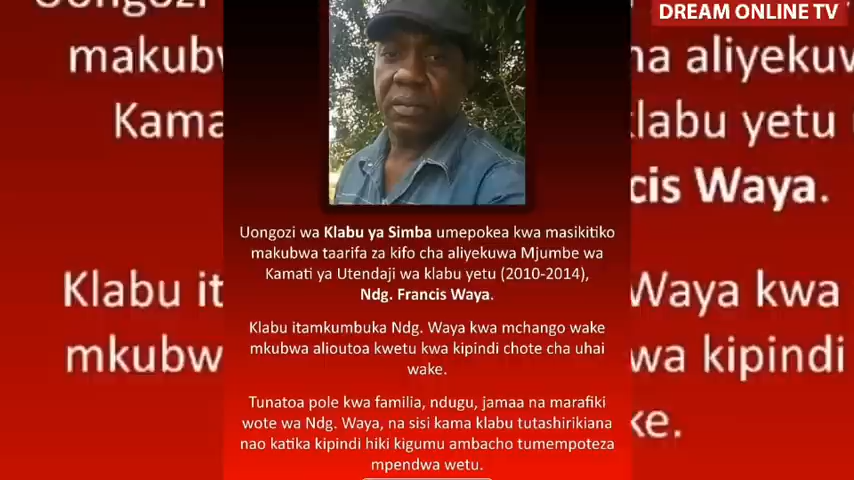 DREAM ONLINE TV
Uongozi wa Klabu ya Simba umepokea kwa masikitiko
makubwa taarifa za kifo cha aliyekuwa Mjumbe wa
Kamati ya Utendaji wa klabu yetu (2010-2014),
Ndg. Francis Waya.
Klabu itamkumbuka Ndg. Waya kwa mchango wake
mkubwa alioutoa kwetu kwa kipindi chote cha uhai
wake.
Tunatoa pole kwa familia, ndugu, jamaa na marafiki
wote wa Ndg. Waya, na sisi kama klabu tutashirikiana
nao katika kipindi hiki kigumu ambacho tumempoteza
mpendwa wetu.